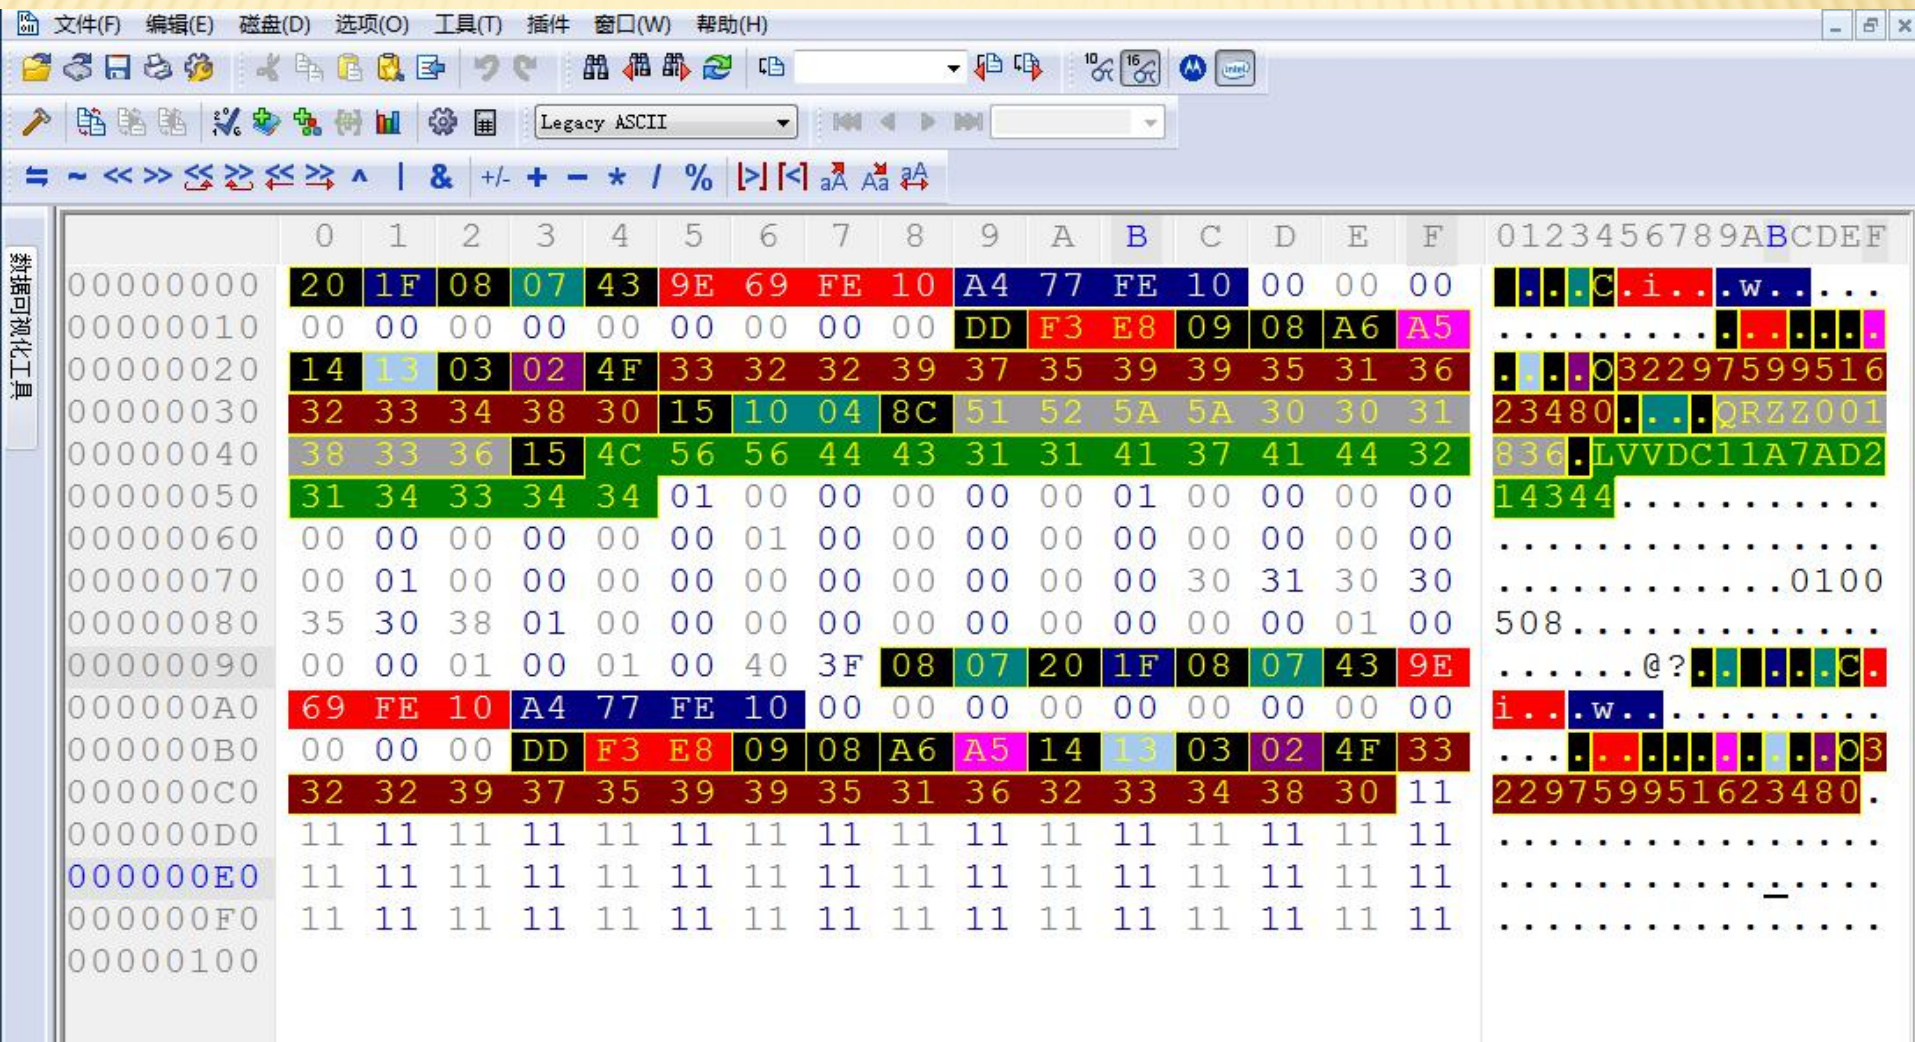 文件(F) 编辑(E) 磁盘(D) 选项(O) 工具(T) 插件 窗口(W) 帮助(H)
10 16 intel
Legacy ASCII
⇋ ~ << >> ^ | & +/- + - * / % aA Aa aA
数据可视化工具
0 1 2 3 4 5 6 7 8 9 A B C D E F 0123456789ABCDEF
00000000 20 1F 08 07 43 9E 69 FE 10 A4 77 FE 10 00 00 00  ...C.i...w.....
00000010 00 00 00 00 00 00 00 00 00 DD F3 E8 09 08 A6 A5 ................
00000020 14 13 03 02 4F 33 32 32 39 37 35 39 39 35 31 36 ....O32297599516
00000030 32 33 34 38 30 15 10 04 8C 51 52 5A 5A 30 30 31 23480....QRZZ001
00000040 38 33 36 15 4C 56 56 44 43 31 31 41 37 41 44 32 836.LVVDC11A7AD2
00000050 31 34 33 34 34 01 00 00 00 00 00 01 00 00 00 00 14344...........
00000060 00 00 00 00 00 00 01 00 00 00 00 00 00 00 00 00 ................
00000070 00 01 00 00 00 00 00 00 00 00 00 00 30 31 30 30 ............0100
00000080 35 30 38 01 00 00 00 00 00 00 00 00 00 00 01 00 508.............
00000090 00 00 01 00 01 00 40 3F 08 07 20 1F 08 07 43 9E ......@?.. ...C.
000000A0 69 FE 10 A4 77 FE 10 00 00 00 00 00 00 00 00 00 i...w...........
000000B0 00 00 00 DD F3 E8 09 08 A6 A5 14 13 03 02 4F 33 ..............O3
000000C0 32 32 39 37 35 39 39 35 31 36 32 33 34 38 30 11 229759951623480.
000000D0 11 11 11 11 11 11 11 11 11 11 11 11 11 11 11 11 ................
000000E0 11 11 11 11 11 11 11 11 11 11 11 11 11 11 11 11 ................
000000F0 11 11 11 11 11 11 11 11 11 11 11 11 11 11 11 11 ................
00000100